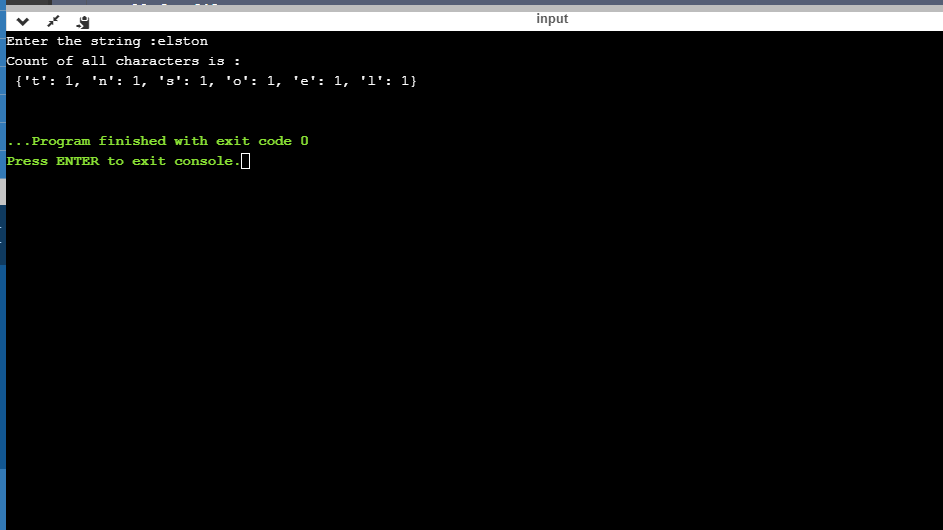 input
Enter the string :elston
Count of all characters is :
{'t': 1, 'n': 1, 's': 1, 'o': 1, 'e': 1, 'l': 1}
...Program finished with exit code 0
Press ENTER to exit console.